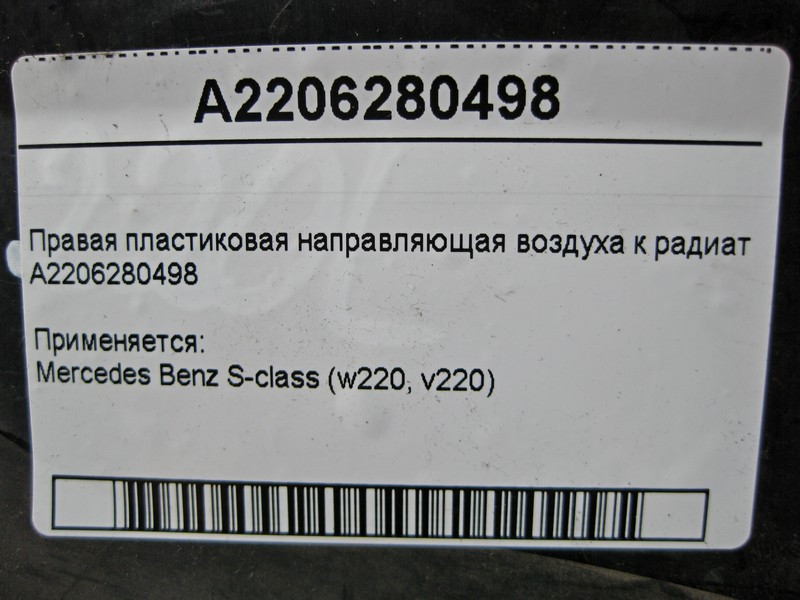 A2206280498
Правая пластиковая направляющая воздуха к радиат
A2206280498
Применяется:
Mercedes Benz S-class (w220, v220)